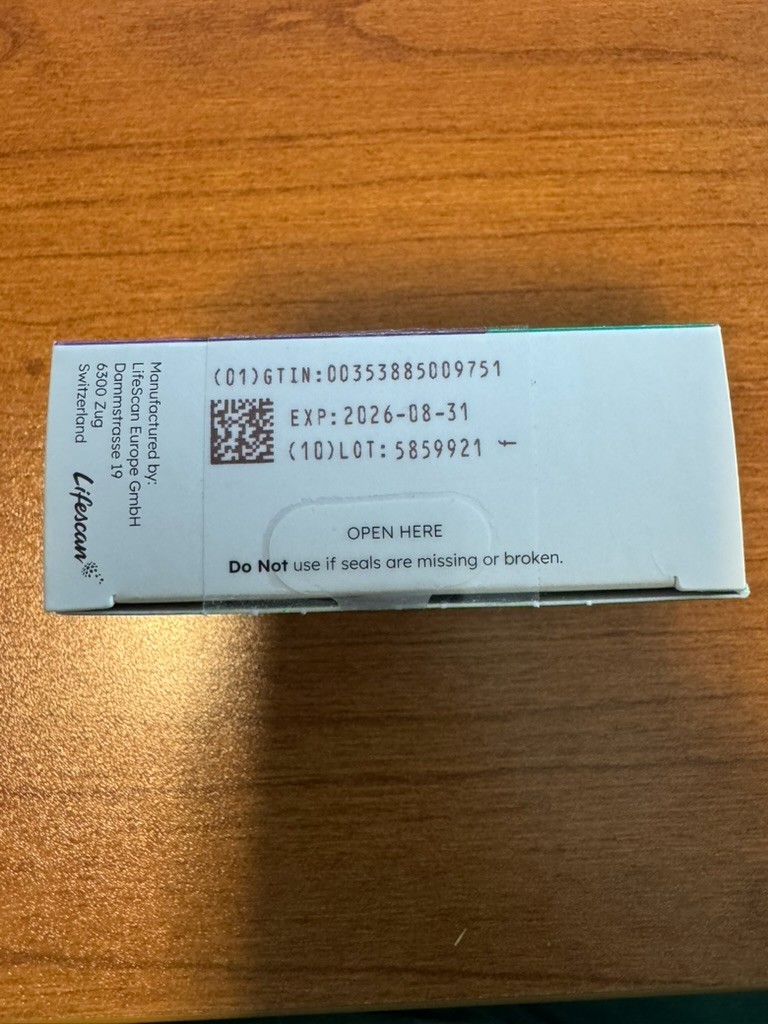 (01)GTIN:00353885009751
EXP:2026-08-31
(10)LOT:5859921
OPEN HERE
Do Not use if seals are missing or broken.
Manufactured by:
LifeScan Europe GmbH
Dammstrasse 19
6300 Zug
Switzerland
Lifescan